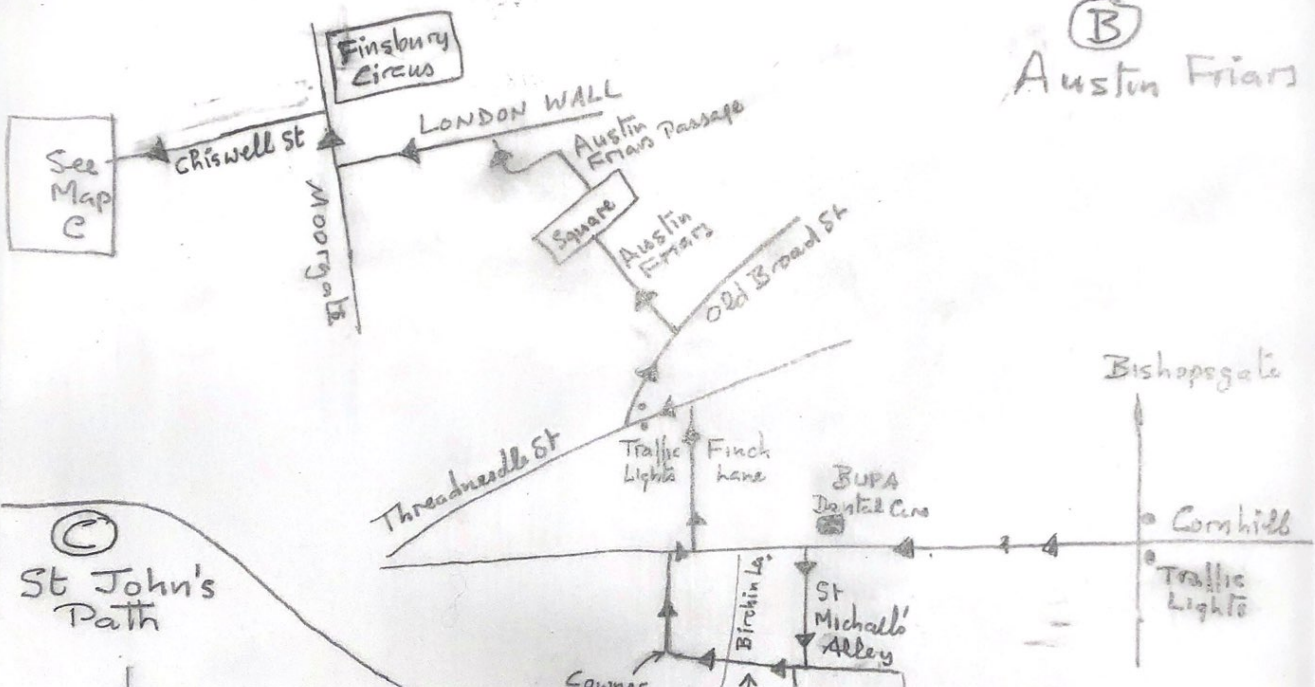 B
Austin Friars
Finsbury
Circus
LONDON WALL
Chiswell St
See
Map
C
Moorgate
Austin
Friars Passage
Square
Austin
Friars
Old Broad St
Bishopsgate
Threadneedle St
Traffic
Lights
Finch
Lane
BUPA
Dental Care
Cornhill
Traffic
Lights
C
St John's
Path
Birchin La.
St
Michaels'
Alley